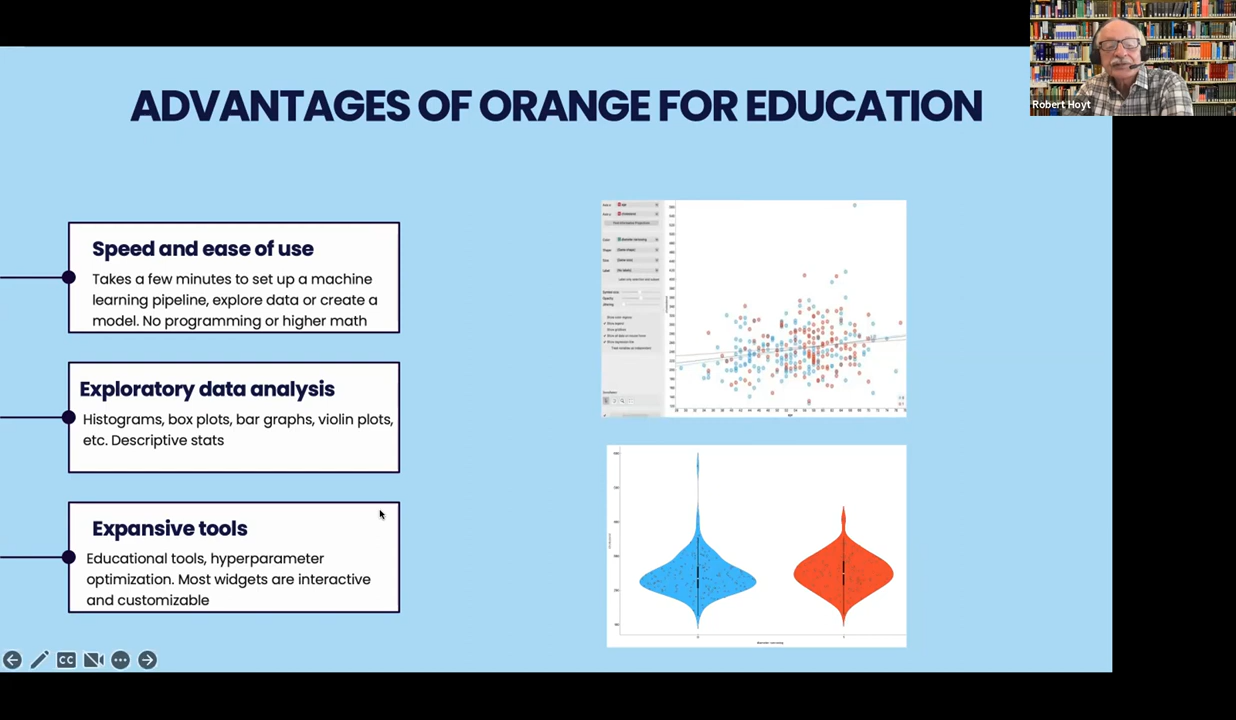 ADVANTAGES OF ORANGE FOR EDUCATION
Robert Hoyt
Speed and ease of use
Takes a few minutes to set up a machine
learning pipeline, explore data or create a
model. No programming or higher math
Exploratory data analysis
Histograms, box plots, bar graphs, violin plots,
etc. Descriptive stats
Expansive tools
Educational tools, hyperparameter
optimization. Most widgets are interactive
and customizable
CC